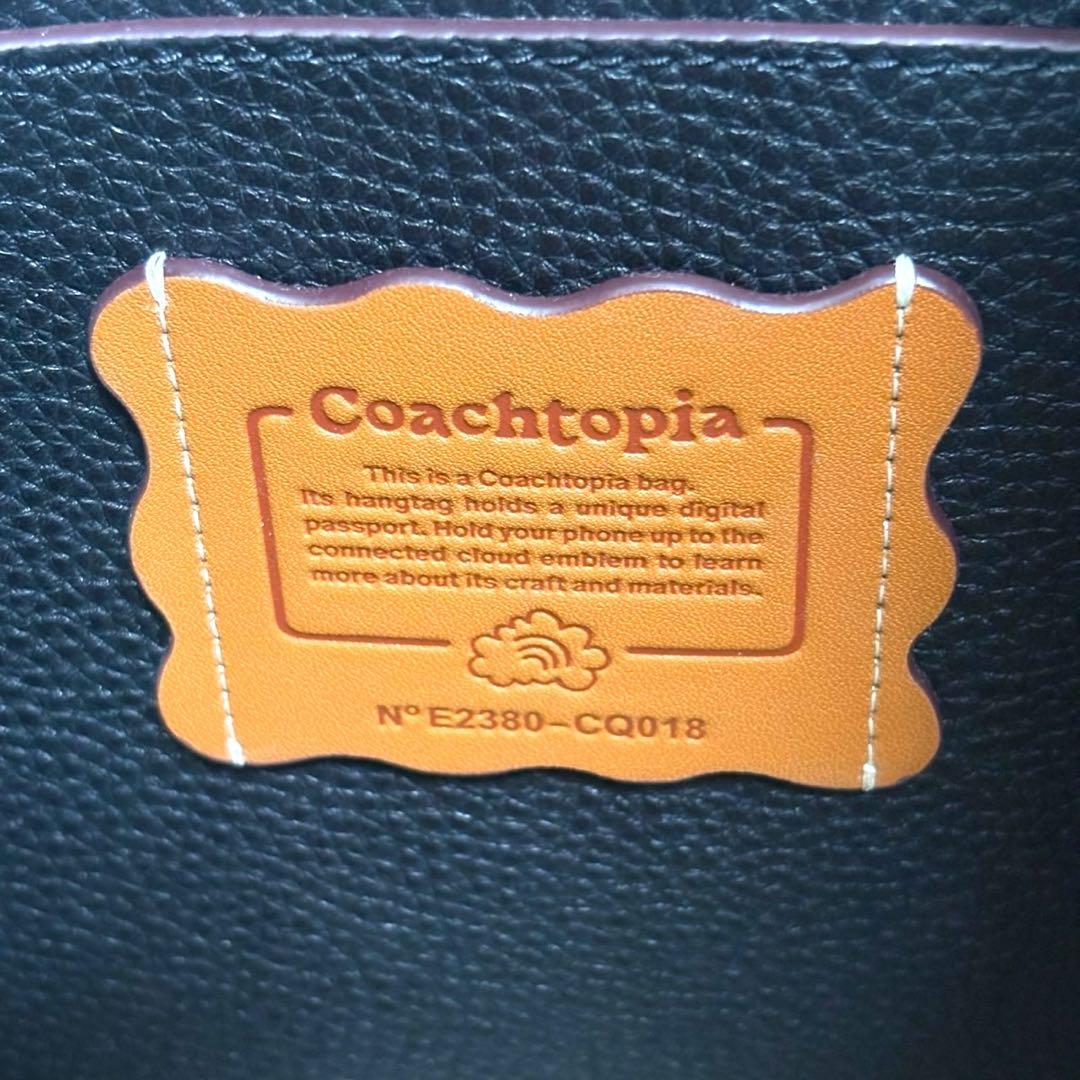 Coachtopia
This is a Coachtopia bag.
Its hangtag holds a unique digital
passport. Hold your phone up to the
connected cloud emblem to learn
more about its craft and materials.
Nº E2380-CQ018